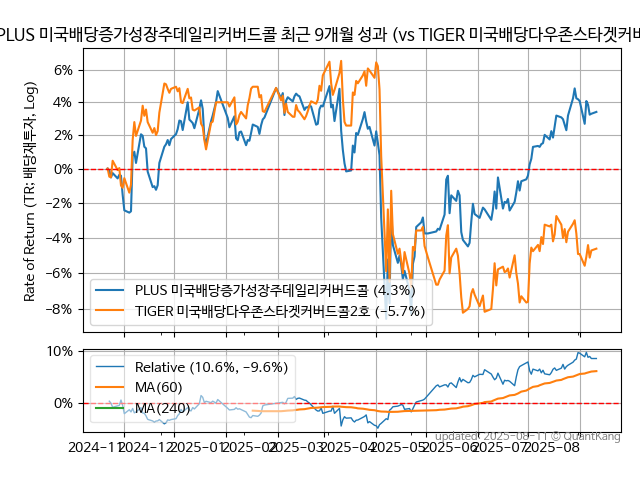 PLUS 미국배당증가성장주데일리커버드콜 최근 9개월 성과 (vs TIGER 미국배당다우존스타겟커버
Rate of Return (TR: 배당재투자, Log)
6%
4%
2%
0%
−2%
−4%
−6%
−8%
PLUS 미국배당증가성장주데일리커버드콜 (4.3%)
TIGER 미국배당다우존스타겟커버드콜2호 (−5.7%)
10%
0%
Relative (10.6%, −9.6%)
MA(60)
MA(240)
2024−11
2024−12
2025−01
2025−02
2025−03
2025−04
2025−05
2025−06
2025−07
2025−08
updated: 2025−08−11 © QuantKang